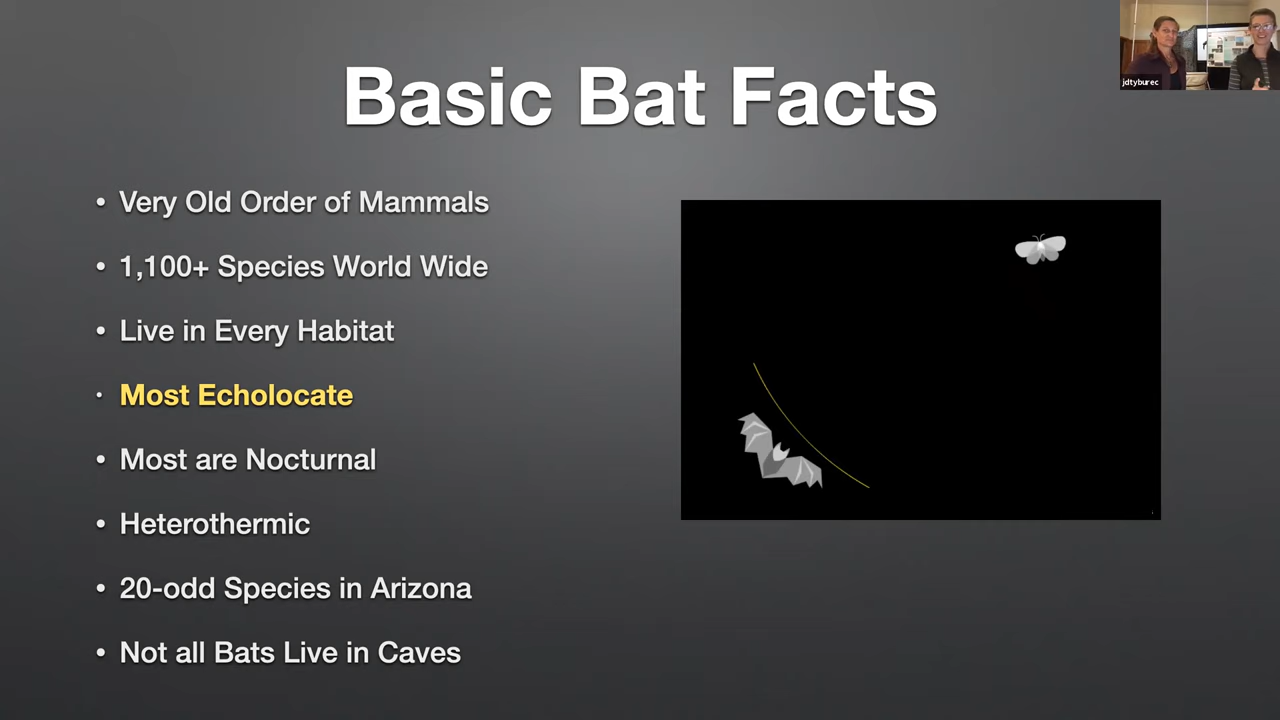 jdtyburec
Basic Bat Facts
• Very Old Order of Mammals
• 1,100+ Species World Wide
• Live in Every Habitat
• Most Echolocate
• Most are Nocturnal
• Heterothermic
• 20-odd Species in Arizona
• Not all Bats Live in Caves